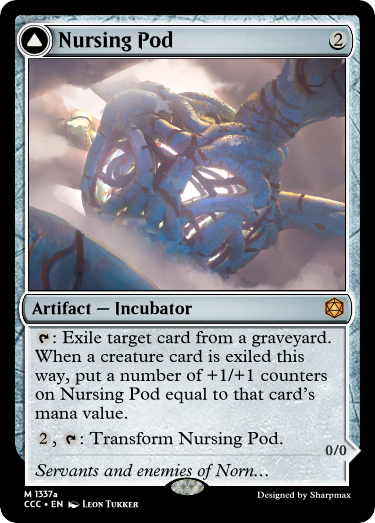 Nursing Pod 2
Artifact — Incubator
: Exile target card from a graveyard.
When a creature card is exiled this
way, put a number of +1/+1 counters
on Nursing Pod equal to that card's
mana value.
2 , : Transform Nursing Pod.
Servants and enemies of Norn…
0/0
M 1337a
CCC • EN Leon Tukker
Designed by Sharpmax